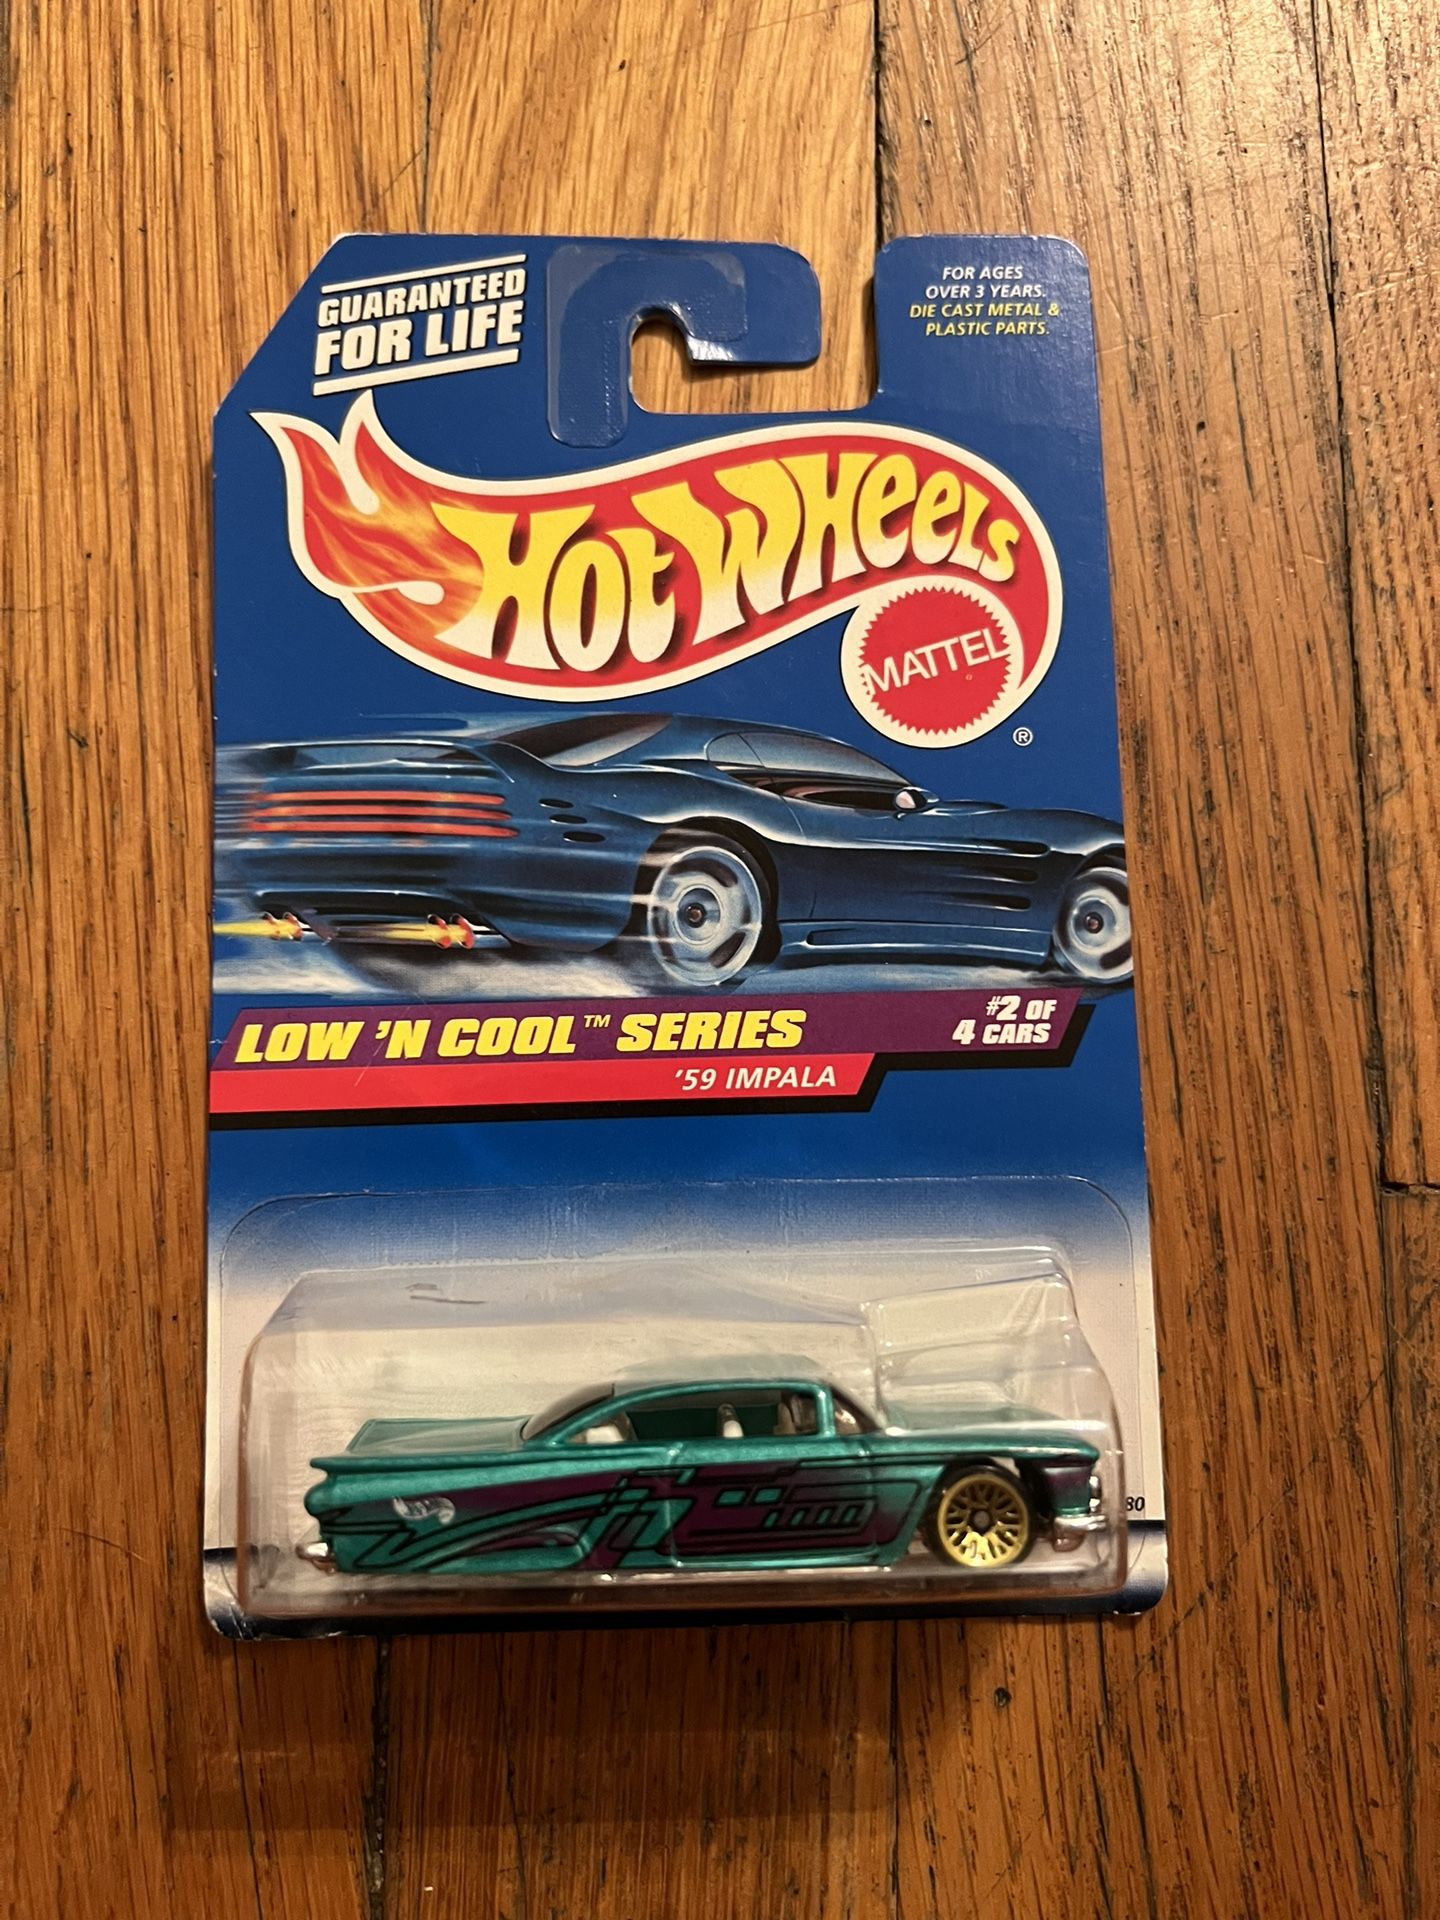 GUARANTEED
FOR LIFE
FOR AGES
OVER 3 YEARS.
DIE CAST METAL &
PLASTIC PARTS.
HOT WHEELS
MATTEL
®
LOW 'N COOL™ SERIES
#2 OF
4 CARS
'59 IMPALA
80